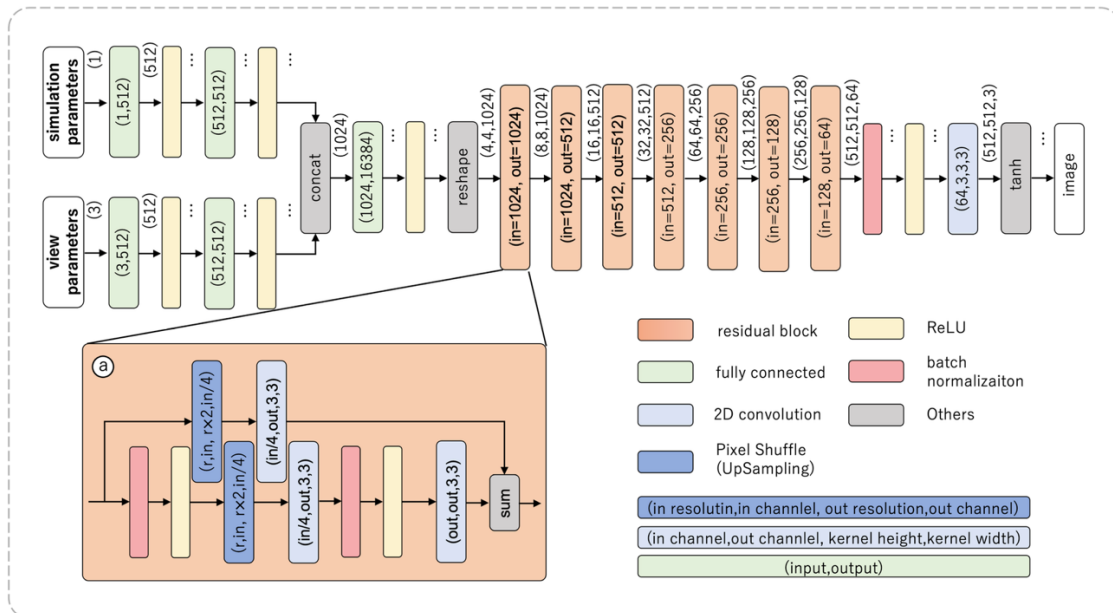 simulation
parameters
(1)
(1,512)
(512)
...
(512,512)
...
...
view
parameters
(3)
(3,512)
(512)
...
(512,512)
...
...
concat
(1024)
(1024,16384)
...
...
reshape
(4,4,1024)
(in=1024, out=1024)
(8,8,1024)
(in=1024, out=512)
(16,16,512)
(in=512, out=512)
(32,32,512)
(in=512, out=256)
(64,64,256)
(in=256, out=256)
(128,128,256)
(in=256, out=128)
(256,256,128)
(in=128, out=64)
(512,512,64)
...
...
(64,3,3,3)
(512,512,3)
tanh
...
image
a
(r,in, r×2,in/4)
(in/4,out,3,3)
(r,in, r×2,in/4)
(in/4,out,3,3)
(out,out,3,3)
sum
residual block
ReLU
fully connected
batch
normalizaiton
2D convolution
Others
Pixel Shuffle
(UpSampling)
(in resolutin,in channlel, out resolution,out channel)
(in channel,out channlel, kernel height,kernel width)
(input,output)